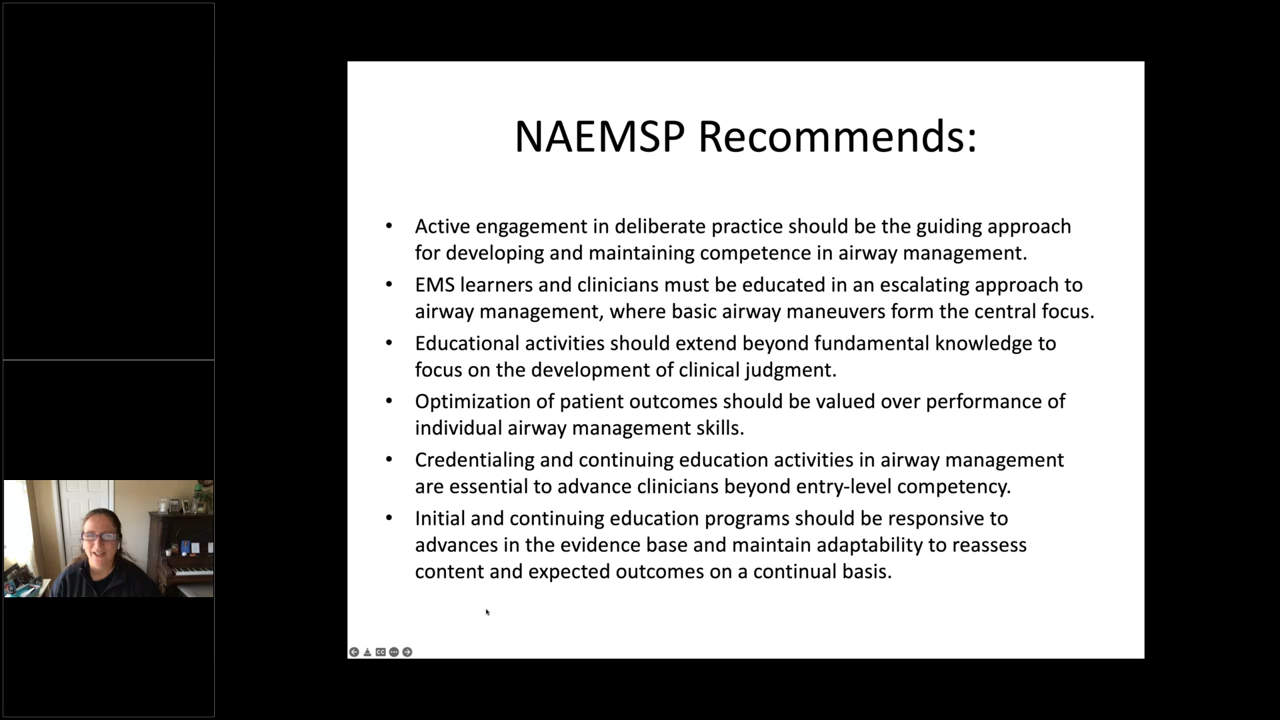 NAEMSP Recommends:
• Active engagement in deliberate practice should be the guiding approach
for developing and maintaining competence in airway management.
• EMS learners and clinicians must be educated in an escalating approach to
airway management, where basic airway maneuvers form the central focus.
• Educational activities should extend beyond fundamental knowledge to
focus on the development of clinical judgment.
• Optimization of patient outcomes should be valued over performance of
individual airway management skills.
• Credentialing and continuing education activities in airway management
are essential to advance clinicians beyond entry-level competency.
• Initial and continuing education programs should be responsive to
advances in the evidence base and maintain adaptability to reassess
content and expected outcomes on a continual basis.